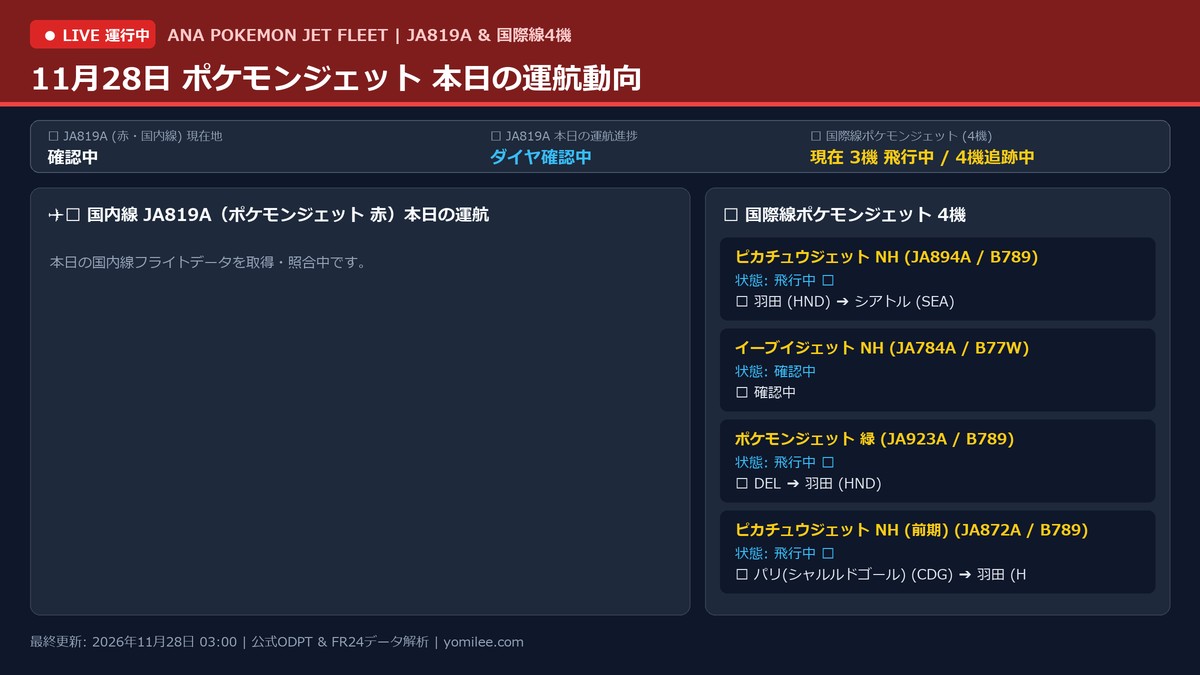 ● LIVE 運行中 ANA POKEMON JET FLEET | JA819A & 国際線4機
11月28日 ポケモンジェット 本日の運航動向
□ JA819A (赤・国内線) 現在地
確認中
□ JA819A 本日の運航進捗
ダイヤ確認中
□ 国際線ポケモンジェット (4機)
現在 3機 飛行中 / 4機追跡中
✈□ 国内線 JA819A（ポケモンジェット 赤）本日の運航
本日の国内線フライトデータを取得・照合中です。
□ 国際線ポケモンジェット 4機
ピカチュウジェット NH (JA894A / B789)
状態: 飛行中 □
□ 羽田 (HND) ➔ シアトル (SEA)
イーブイジェット NH (JA784A / B77W)
状態: 確認中
□ 確認中
ポケモンジェット 緑 (JA923A / B789)
状態: 飛行中 □
□ DEL ➔ 羽田 (HND)
ピカチュウジェット NH (前期) (JA872A / B789)
状態: 飛行中 □
□ パリ(シャルルドゴール) (CDG) ➔ 羽田 (H
最終更新: 2026年11月28日 03:00 | 公式ODPT & FR24データ解析 | yomilee.com